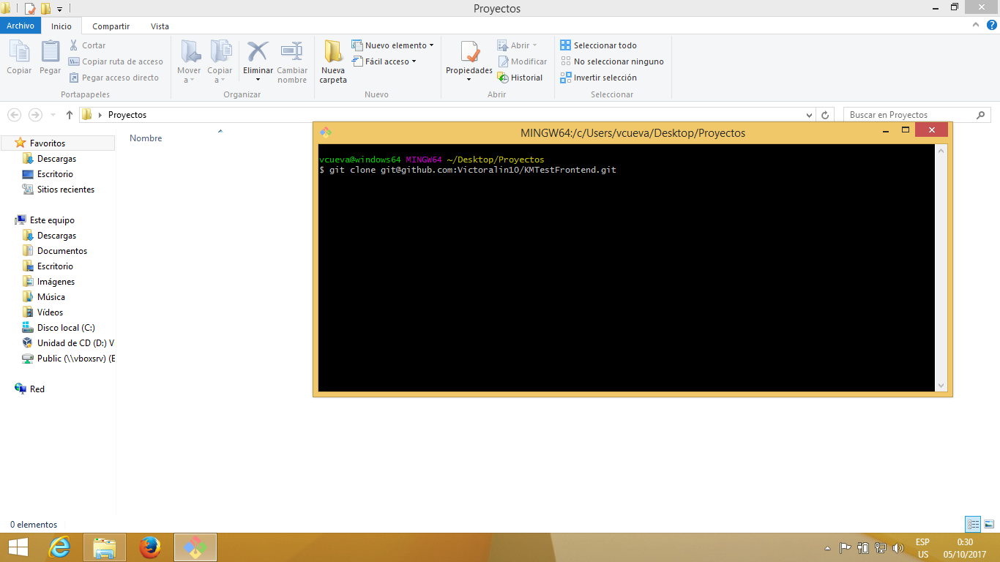 Proyectos
Archivo Inicio Compartir Vista
Copiar
Pegar
Cortar
Copiar ruta de acceso
Pegar acceso directo
Portapapeles
Mover a
Copiar a
Eliminar
Cambiar nombre
Organizar
Nueva carpeta
Nuevo elemento
Fácil acceso
Nuevo
Propiedades
Abrir
Modificar
Historial
Abrir
Seleccionar todo
No seleccionar ninguno
Invertir selección
Seleccionar
Proyectos
Buscar en Proyectos
Favoritos
Descargas
Escritorio
Sitios recientes
Este equipo
Descargas
Documentos
Escritorio
Imágenes
Música
Vídeos
Disco local (C:)
Unidad de CD (D:) V
Public (\\vboxsrv) (E
Red
Nombre
MINGW64:/c/Users/vcueva/Desktop/Proyectos
vcueva@windows64 MINGW64 ~/Desktop/Proyectos
$ git clone git@github.com:Victoralin10/KMTestFrontend.git
0 elementos
ESP
US
0:30
05/10/2017